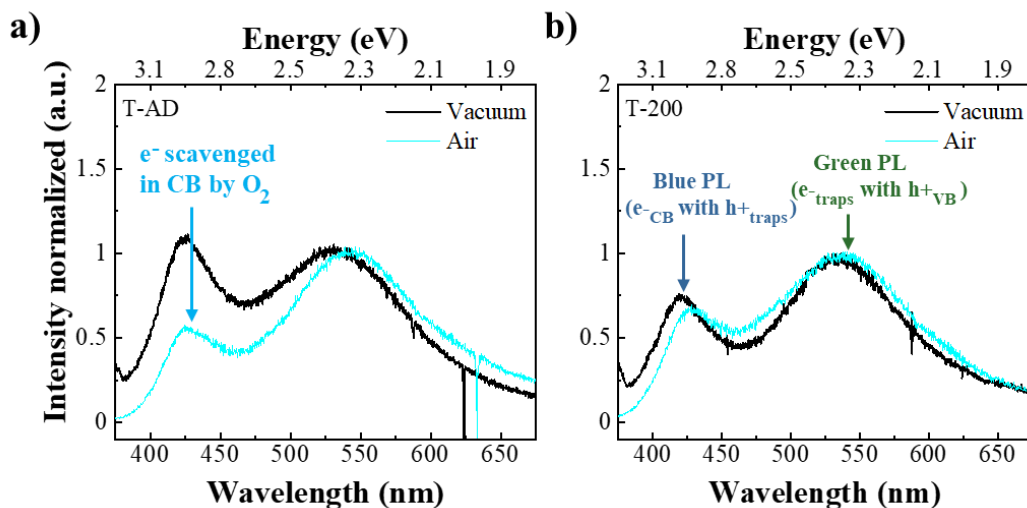 a)
Energy (eV)
3.1 2.8 2.5 2.3 2.1 1.9
Intensity normalized (a.u.)
2
1.5
1
0.5
0
T-AD
Vacuum
Air
e- scavenged
in CB by O2
400 450 500 550 600 650
Wavelength (nm)
b)
Energy (eV)
3.1 2.8 2.5 2.3 2.1 1.9
2
1.5
1
0.5
0
T-200
Vacuum
Air
Green PL
(e-traps with h+VB)
Blue PL
(e-CB with h+traps)
400 450 500 550 600 650
Wavelength (nm)